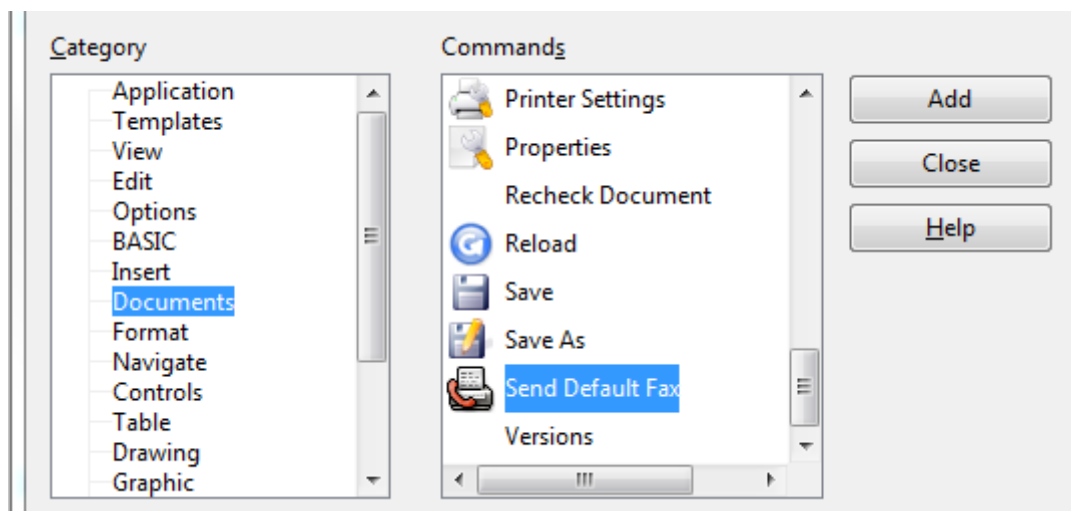 Category
Commands
Application
Templates
View
Edit
Options
BASIC
Insert
Documents
Format
Navigate
Controls
Table
Drawing
Graphic
Printer Settings
Properties
Recheck Document
Reload
Save
Save As
Send Default Fax
Versions
Add
Close
Help